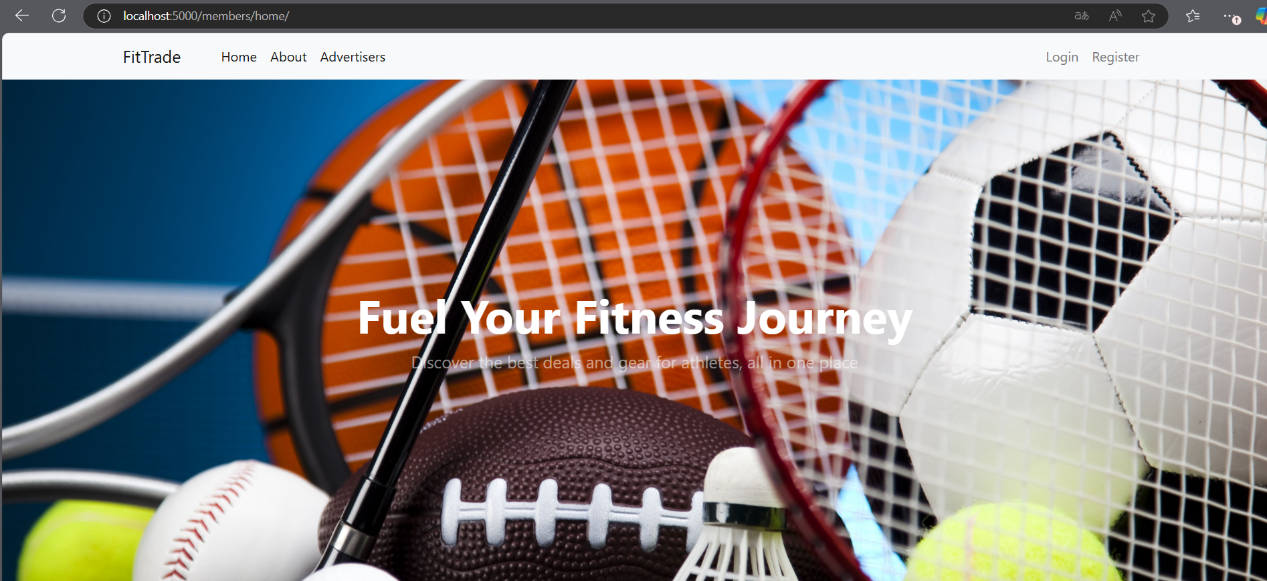 localhost:5000/members/home/
FitTrade Home About Advertisers Login Register
Fuel Your Fitness Journey
Discover the best deals and gear for athletes, all in one place